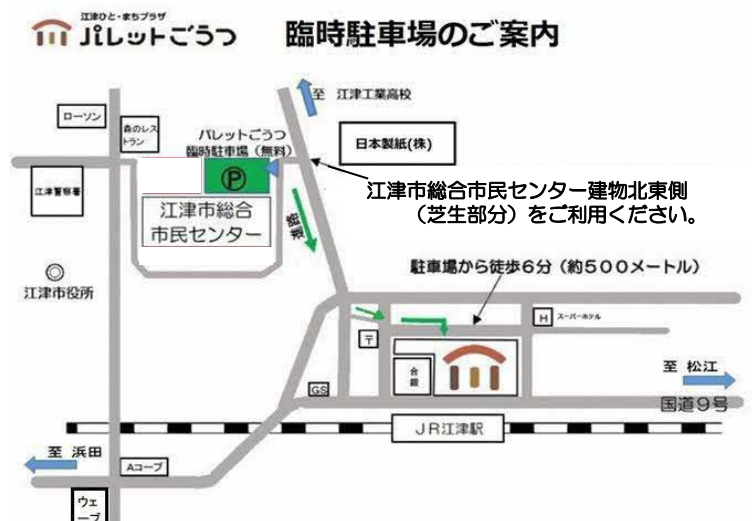 江津ひと・まちプラザ
パレットごうつ
臨時駐車場のご案内
至 江津工業高校
ローソン
森のレス
トラン
パレットごうつ
臨時駐車場（無料）
日本製紙(株)
江津警察署
P
江津市総合
市民センター
進路
江津市総合市民センター建物北東側
（芝生部分）をご利用ください。
江津市役所
駐車場から徒歩6分（約500メートル）
H
スーパーホテル
〒
合銀
GS
至 松江
国道9号
JR江津駅
至 浜田
Aコープ
ウェ
ーブ